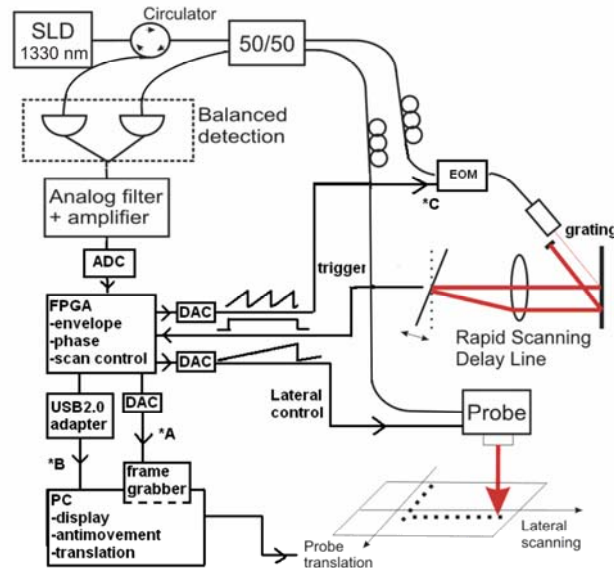 Circulator
SLD
1330 nm
50/50
Balanced
detection
EOM
*C
Analog filter
+ amplifier
grating
ADC
trigger
FPGA
-envelope
-phase
-scan control
DAC
DAC
Rapid Scanning
Delay Line
USB2.0
adapter
DAC
Lateral
control
Probe
*A
*B
frame
grabber
PC
-display
-antimovement
-translation
Probe
translation
Lateral
scanning